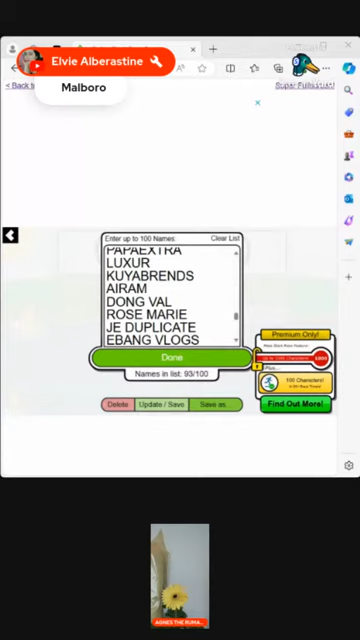 Elvie Alberastine
Malboro
< Back to
Super Fullscreen!
Enter up to 100 Names:
Clear List
PAPAEXTRA
LUXUR
KUYABRENDS
AIRAM
DONG VAL
ROSE MARIE
JE DUPLICATE
EBANG VLOGS
Done
Names in list: 93/100
Delete
Update / Save
Save as...
Premium Only!
Plus...
100 Characters!
Find Out More!
AGNES THE RUMA...